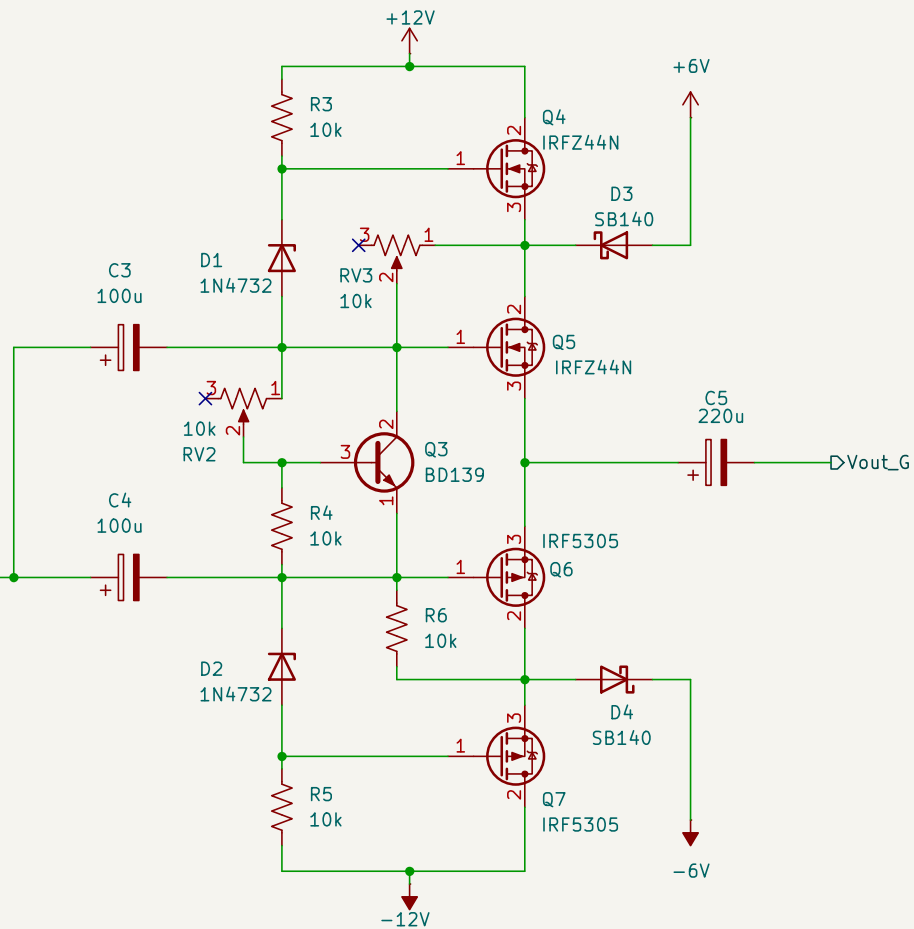 +12V
+6V
R3
10k
Q4
IRFZ44N
2
1
3
D3
SB140
3
1
RV3
10k
2
D1
1N4732
C3
100u
+
2
1
Q5
IRFZ44N
3
3
1
10k
2
RV2
2
3
Q3
BD139
1
C5
220u
+
Vout_G
C4
100u
+
R4
10k
IRF5305
3
1
Q6
2
R6
10k
D2
1N4732
D4
SB140
3
1
2
Q7
IRF5305
R5
10k
-6V
-12V